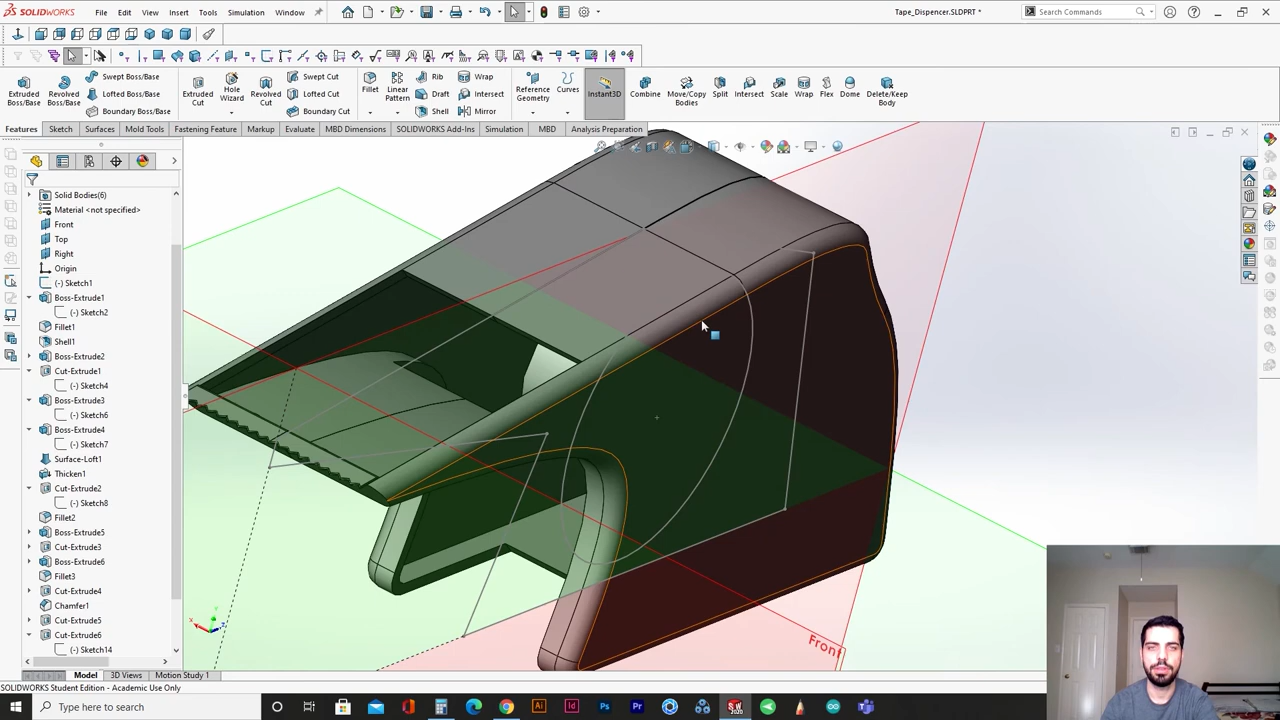 SOLIDWORKS File Edit View Insert Tools Simulation Window Tape_Dispenser.SLDPRT * Search Commands
Extruded Boss/Base Revolved Boss/Base Swept Boss/Base Lofted Boss/Base Boundary Boss/Base Extruded Cut Hole Wizard Revolved Cut Swept Cut Lofted Cut Boundary Cut Fillet Linear Pattern Rib Draft Shell Wrap Intersect Mirror Reference Geometry Curves Instant3D Combine Move/Copy Bodies Split Intersect Scale Wrap Flex Dome Delete/Keep Body
Features Sketch Surfaces Mold Tools Fastening Feature Markup Evaluate MBD Dimensions SOLIDWORKS Add-Ins Simulation MBD Analysis Preparation
Solid Bodies(6)
Material <not specified>
Front
Top
Right
Origin
(-) Sketch1
Boss-Extrude1
(-) Sketch2
Fillet1
Shell1
Boss-Extrude2
Cut-Extrude1
(-) Sketch4
Boss-Extrude3
(-) Sketch6
Boss-Extrude4
(-) Sketch7
Surface-Loft1
Thicken1
Cut-Extrude2
(-) Sketch8
Fillet2
Boss-Extrude5
Cut-Extrude3
Boss-Extrude6
Fillet3
Cut-Extrude4
Chamfer1
Cut-Extrude5
Cut-Extrude6
(-) Sketch14
Front
Model 3D Views Motion Study 1
SOLIDWORKS Student Edition - Academic Use Only
Type here to search